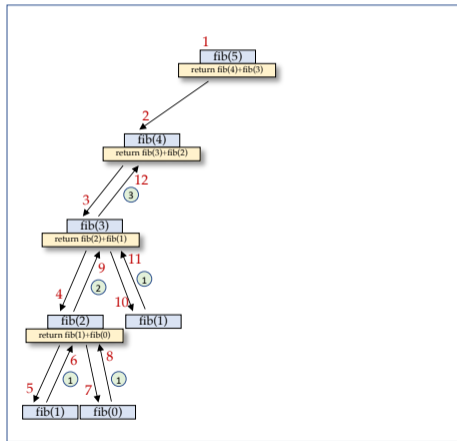 1
fib(5)
return fib(4)+fib(3)
2
fib(4)
return fib(3)+fib(2)
12
3
3
fib(3)
return fib(2)+fib(1)
11
9
1
4
2
10
fib(2)
fib(1)
return fib(1)+fib(0)
6
8
5
1
7
1
fib(1)
fib(0)